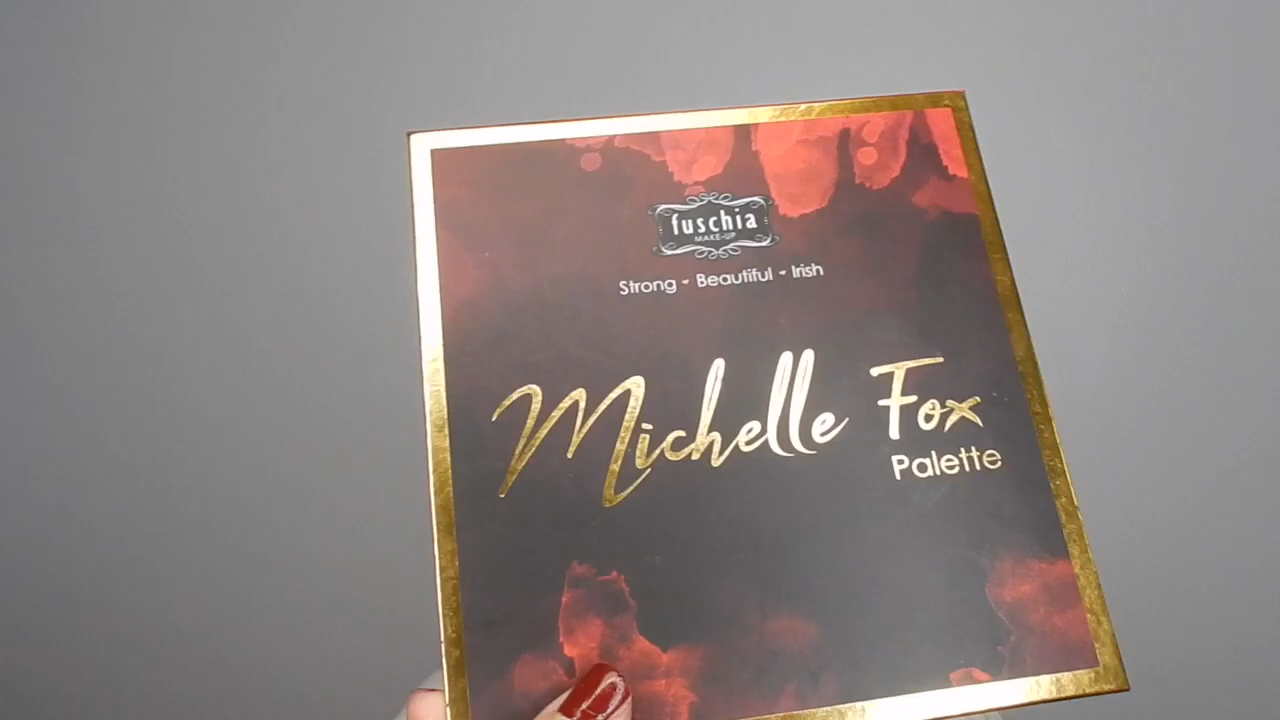 fuschia
MAKE-UP
Strong - Beautiful - Irish
Michelle Fox
Palette